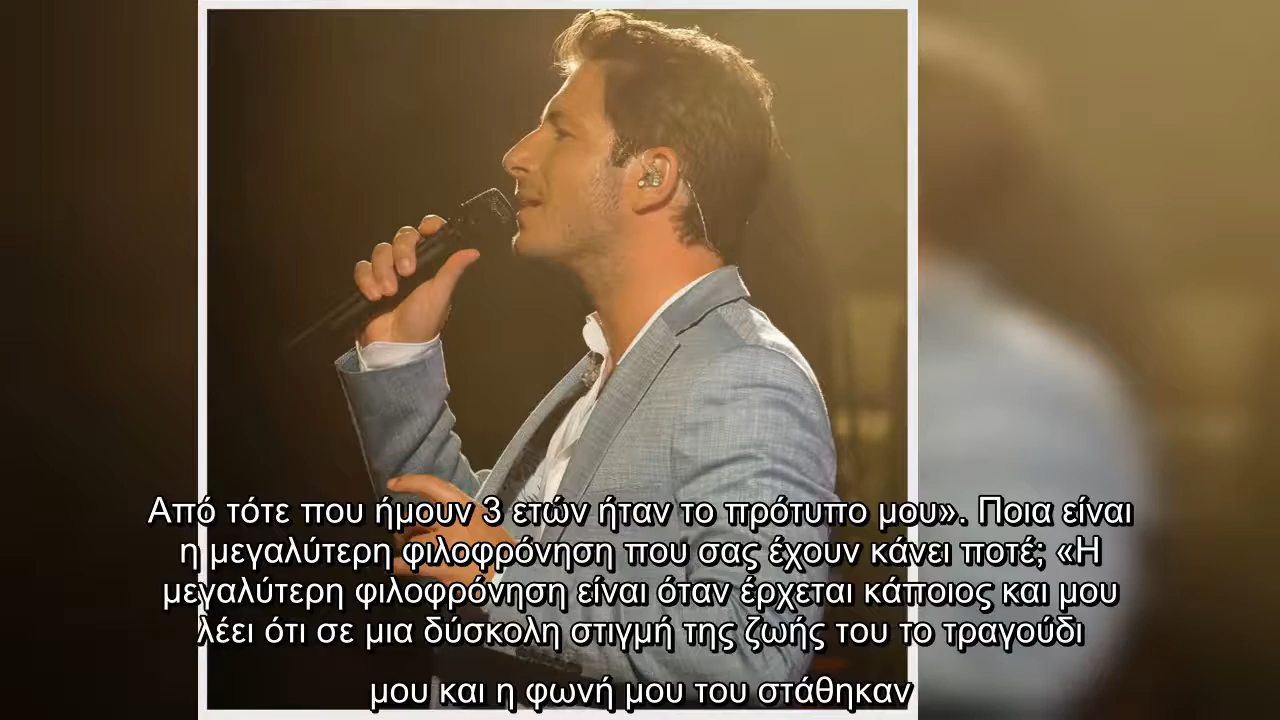 Από τότε που ήμουν 3 ετών ήταν το πρότυπο μου». Ποια είναι
η μεγαλύτερη φιλοφρόνηση που σας έχουν κάνει ποτέ; «Η
μεγαλύτερη φιλοφρόνηση είναι όταν έρχεται κάποιος και μου
λέει ότι σε μια δύσκολη στιγμή της ζωής του το τραγούδι
μου και η φωνή μου του στάθηκαν